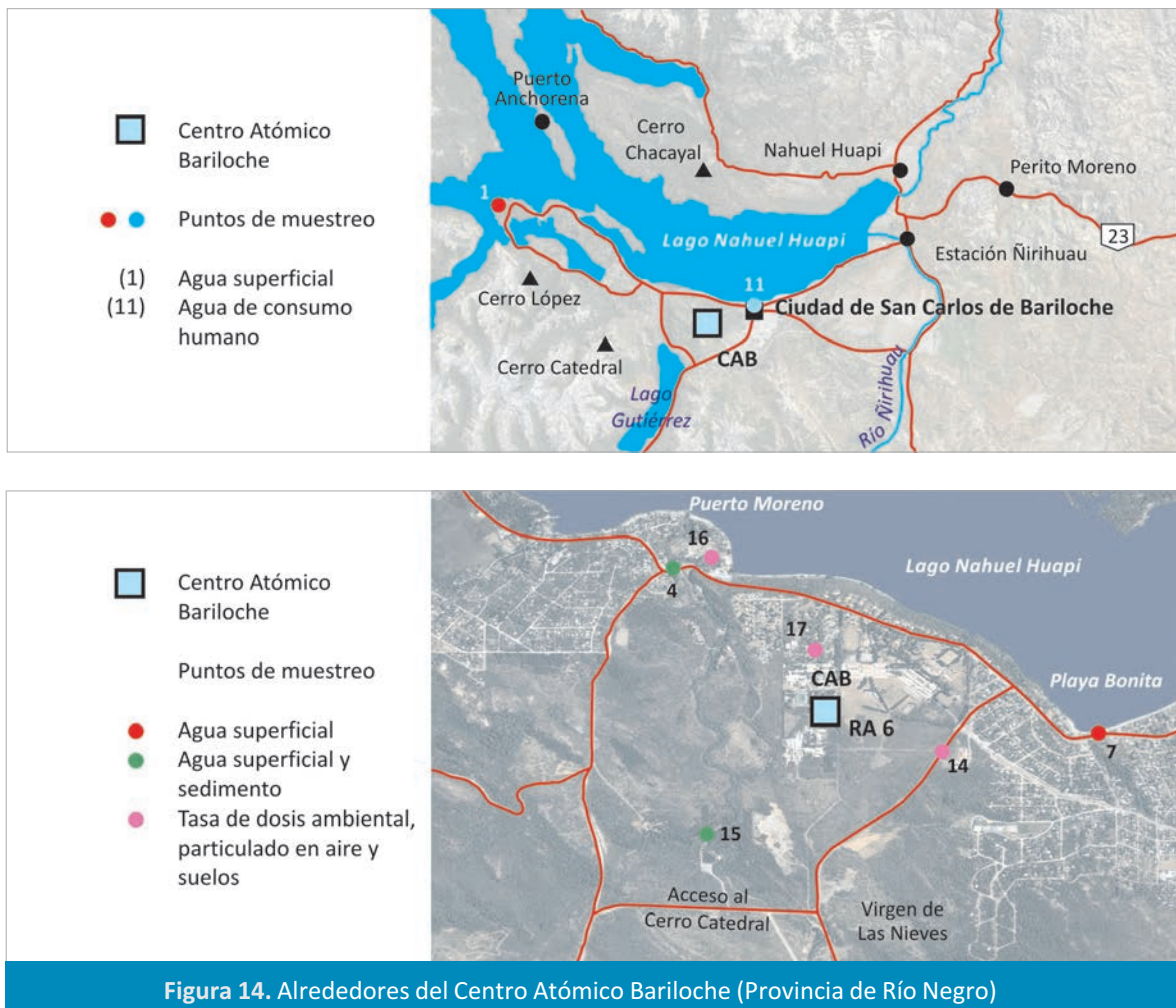 Centro Atómico
Bariloche
Puntos de muestreo
(1) Agua superficial
(11) Agua de consumo
humano
Puerto
Anchorena
Cerro
Chacayal
Nahuel Huapi
Perito Moreno
1
Lago Nahuel Huapi
23
Estación Ñirihuau
Cerro López
11
Ciudad de San Carlos de Bariloche
Cerro Catedral
CAB
Lago
Gutiérrez
Río Ñirihuau
Centro Atómico
Bariloche
Puntos de muestreo
Agua superficial
Agua superficial y
sedimento
Tasa de dosis ambiental,
particulado en aire y
suelos
Puerto Moreno
16
Lago Nahuel Huapi
4
17
CAB
Playa Bonita
RA 6
14
7
15
Acceso al
Cerro Catedral
Virgen de
Las Nieves
Figura 14. Alrededores del Centro Atómico Bariloche (Provincia de Río Negro)